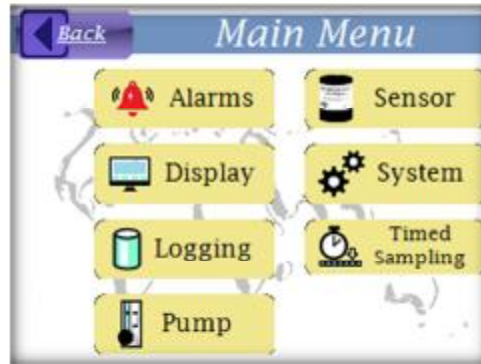 Back
Main Menu
Alarms
Sensor
Display
System
Logging
Timed
Sampling
Pump